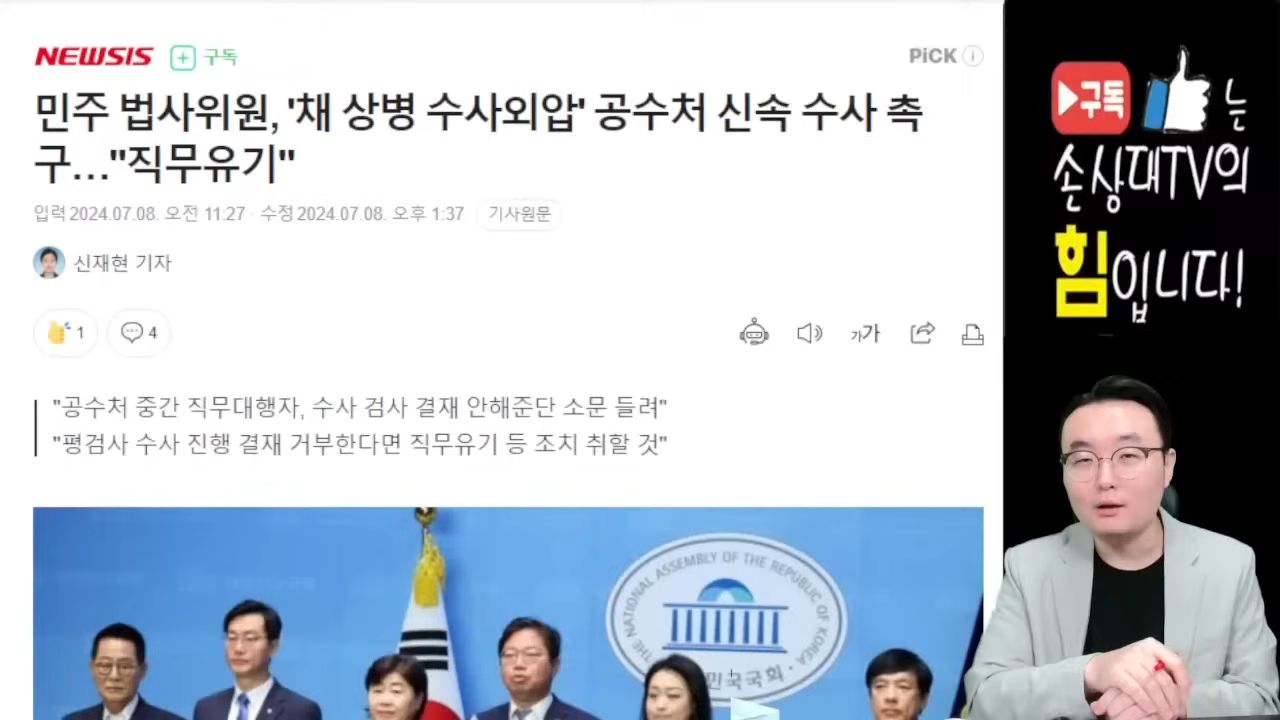 NEWSIS 구독
PiCK
민주 법사위원, '채 상병 수사외압' 공수처 신속 수사 촉
구…"직무유기"
입력 2024.07.08. 오전 11:27 · 수정 2024.07.08. 오후 1:37 기사원문
신재현 기자
1 4
가가
"공수처 중간 직무대행자, 수사 검사 결재 안해준단 소문 들려"
"평검사 수사 진행 결재 거부한다면 직무유기 등 조치 취할 것"
THE NATIONAL ASSEMBLY OF THE REPUBLIC OF KOREA
민국국회
구독 는
손상대TV의
힘입니다!